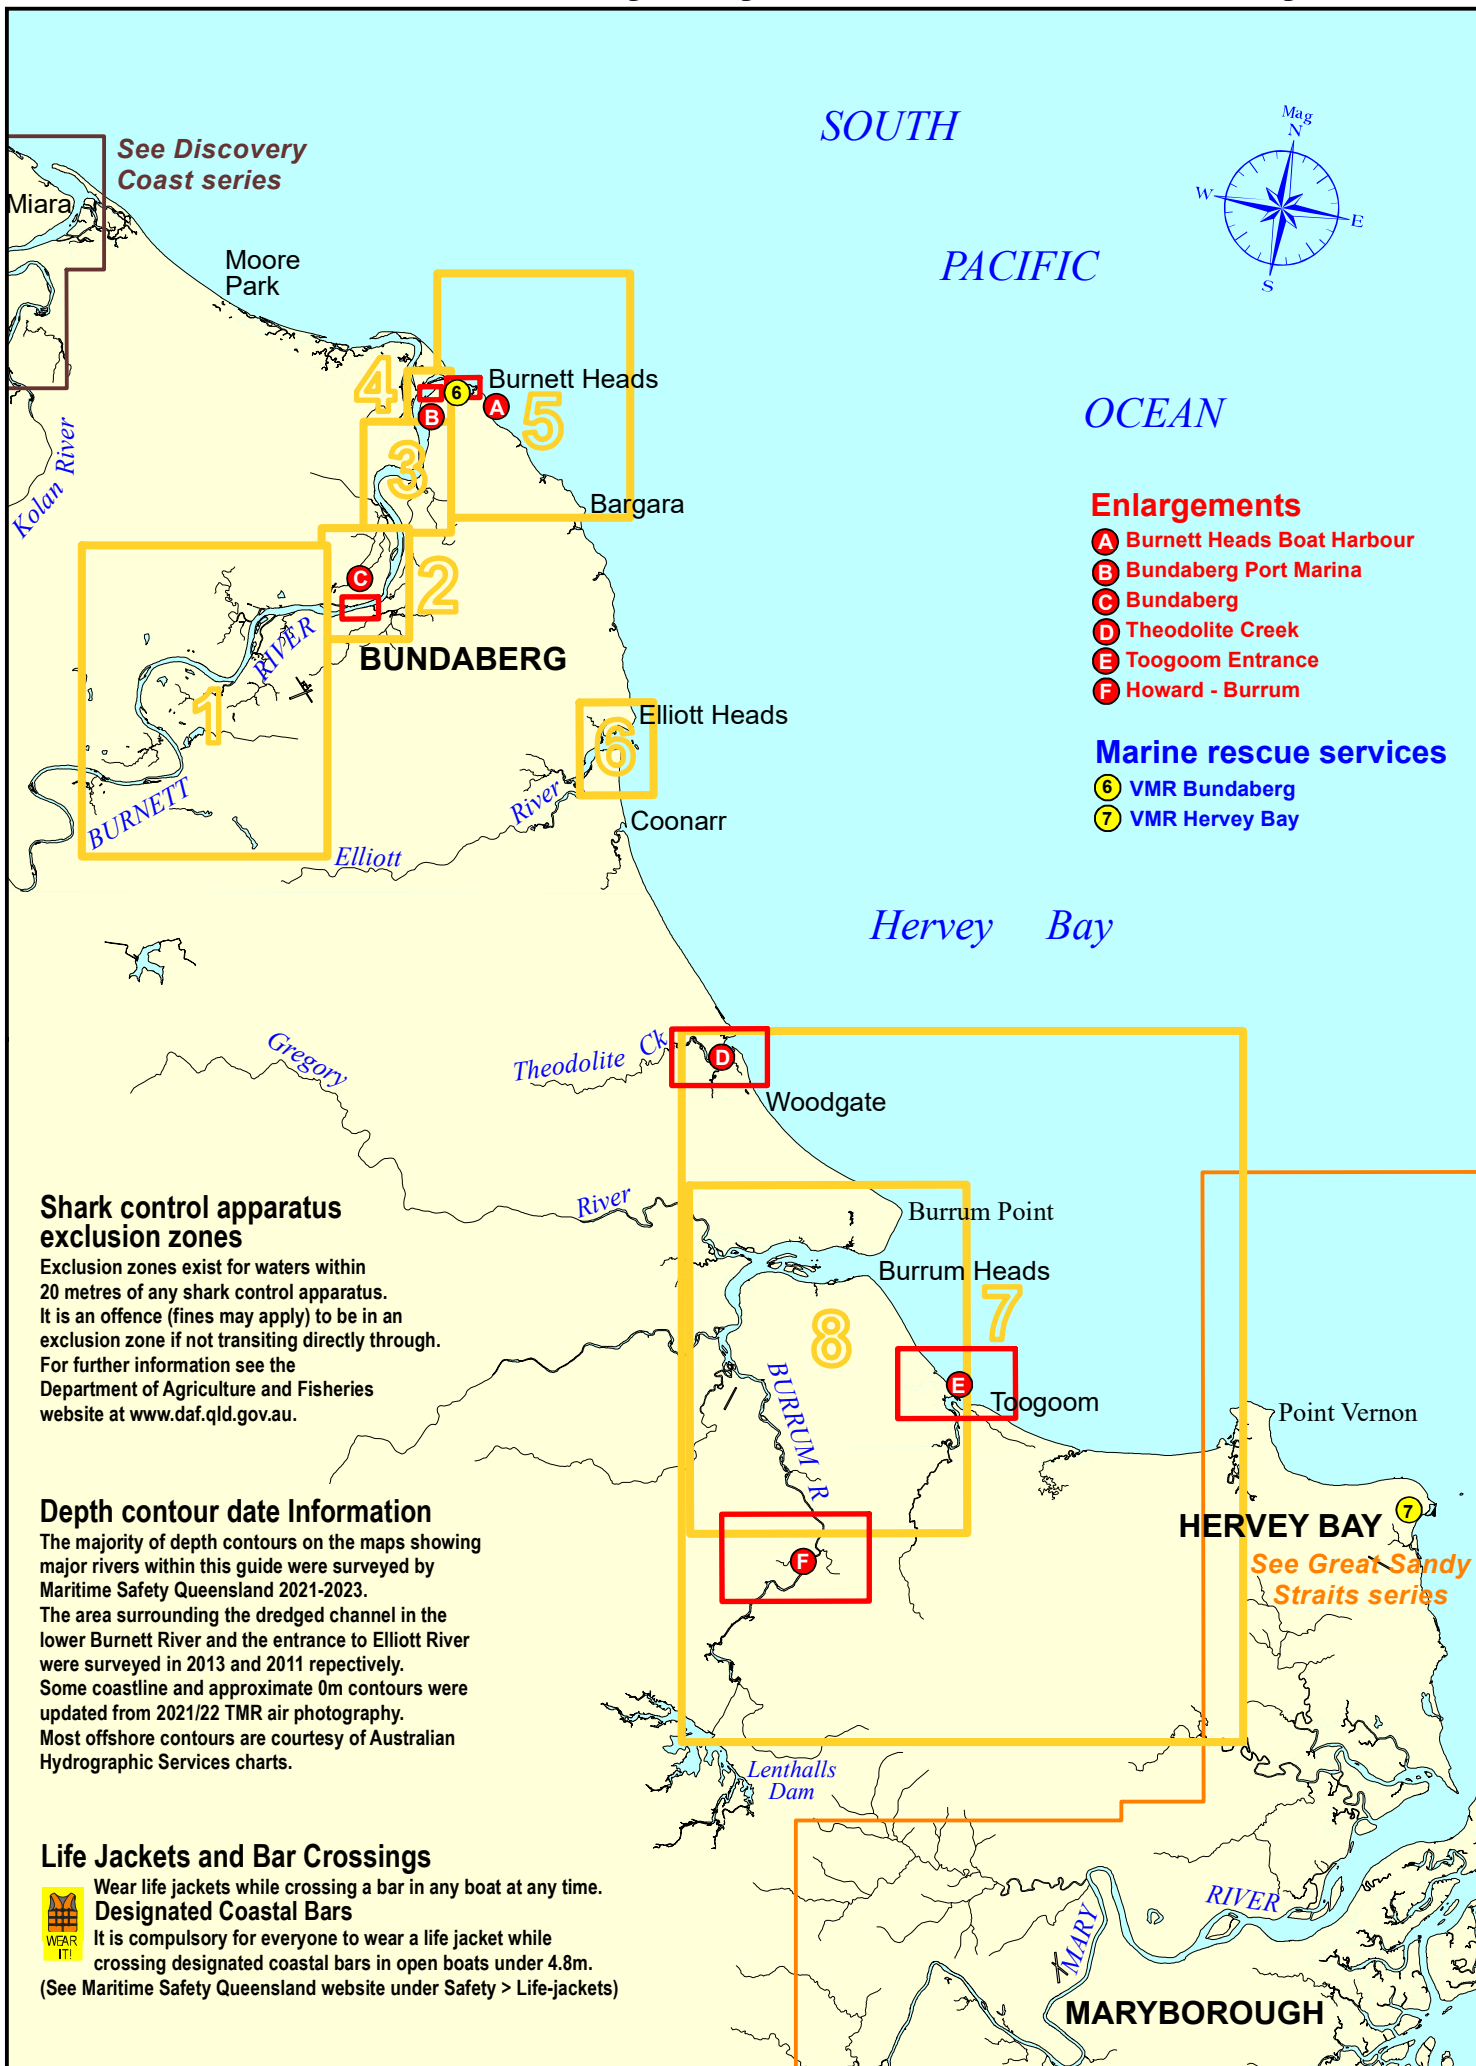 SOUTH
PACIFIC
OCEAN
Mag
N
W
E
S
See Discovery
Coast series
Miara
Moore
Park
Kolan River
4
6
Burnett Heads
A
B
5
3
Bargara
C
2
BUNDABERG
RIVER
1
BURNETT
Elliott Heads
6
River
Coonarr
Elliott
Enlargements
A Burnett Heads Boat Harbour
B Bundaberg Port Marina
C Bundaberg
D Theodolite Creek
E Toogoom Entrance
F Howard - Burrum
Marine rescue services
6 VMR Bundaberg
7 VMR Hervey Bay
Hervey Bay
Gregory
Theodolite Ck
D
Woodgate
River
Burrum Point
Burrum Heads
7
8
E
Toogoom
BURRUM R
F
Point Vernon
HERVEY BAY
7
See Great Sandy
Straits series
Lenthalls
Dam
RIVER
MARY
MARYBOROUGH
Shark control apparatus
exclusion zones
Exclusion zones exist for waters within
20 metres of any shark control apparatus.
It is an offence (fines may apply) to be in an
exclusion zone if not transiting directly through.
For further information see the
Department of Agriculture and Fisheries
website at www.daf.qld.gov.au.
Depth contour date Information
The majority of depth contours on the maps showing
major rivers within this guide were surveyed by
Maritime Safety Queensland 2021-2023.
The area surrounding the dredged channel in the
lower Burnett River and the entrance to Elliott River
were surveyed in 2013 and 2011 repectively.
Some coastline and approximate 0m contours were
updated from 2021/22 TMR air photography.
Most offshore contours are courtesy of Australian
Hydrographic Services charts.
Life Jackets and Bar Crossings
Wear life jackets while crossing a bar in any boat at any time.
Designated Coastal Bars
WEAR
IT!
It is compulsory for everyone to wear a life jacket while
crossing designated coastal bars in open boats under 4.8m.
(See Maritime Safety Queensland website under Safety > Life-jackets)